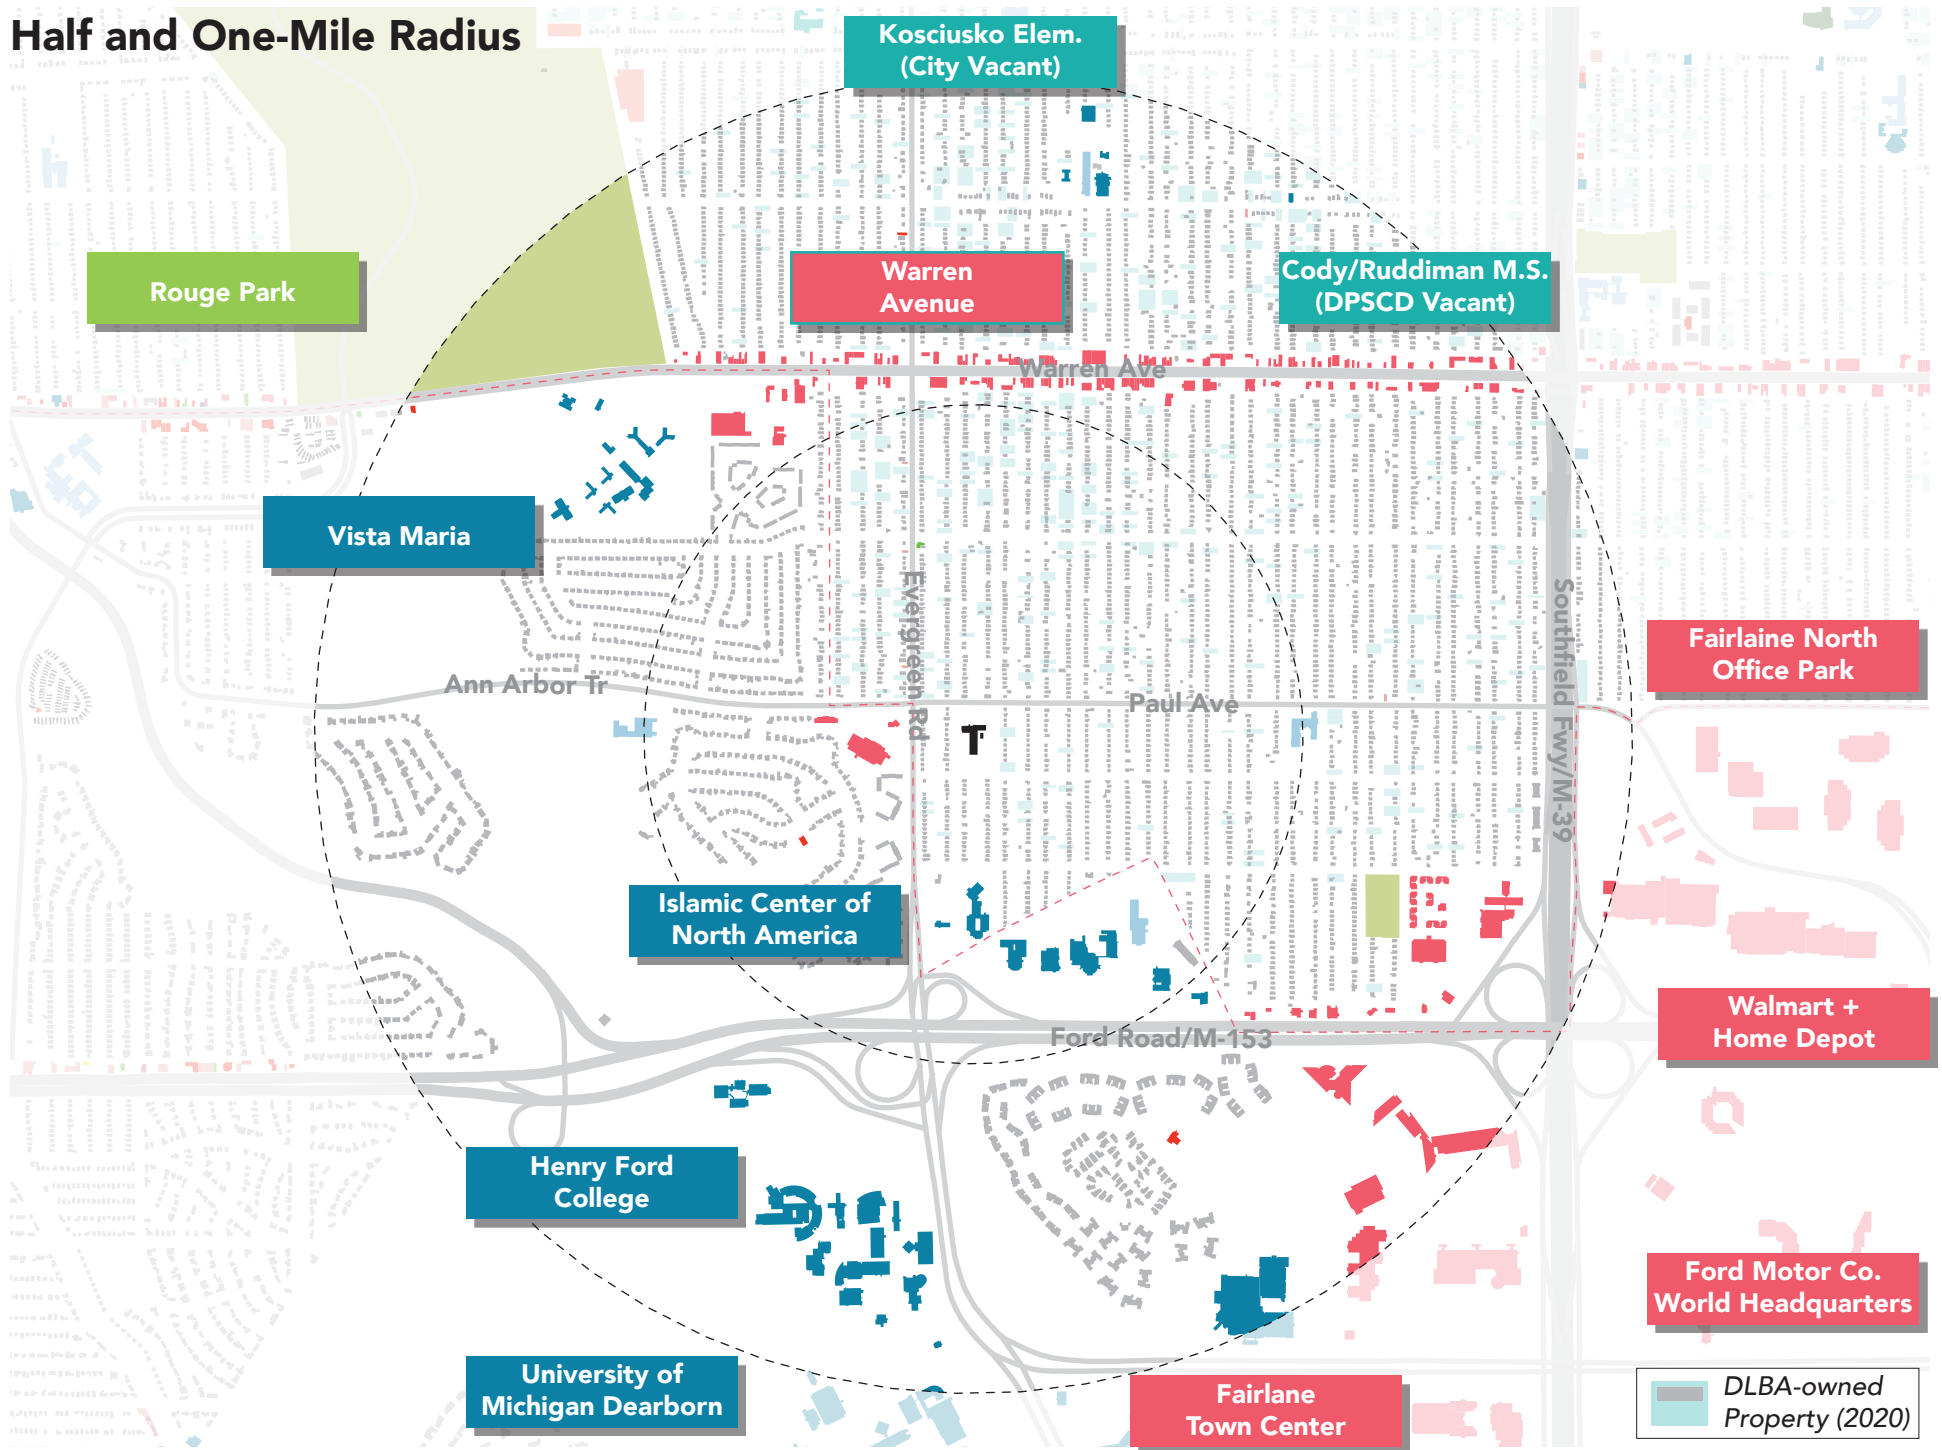 Half and One-Mile Radius
Kosciusko Elem.
(City Vacant)
Rouge Park
Warren
Avenue
Cody/Ruddiman M.S.
(DPSCD Vacant)
Warren Ave
Vista Maria
Evergreen Rd
Southfield Fwy/M-39
Fairlaine North
Office Park
Ann Arbor Tr
Paul Ave
Islamic Center of
North America
Walmart +
Home Depot
Ford Road/M-153
Henry Ford
College
Ford Motor Co.
World Headquarters
University of
Michigan Dearborn
Fairlane
Town Center
DLBA-owned
Property (2020)